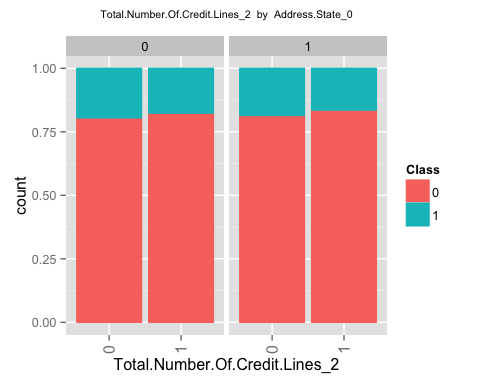 Total.Number.Of.Credit.Lines_2 by Address.State_0
0 1
1.00
0.75
0.50
0.25
0.00
count
0 1 0 1
Total.Number.Of.Credit.Lines_2
Class
0
1